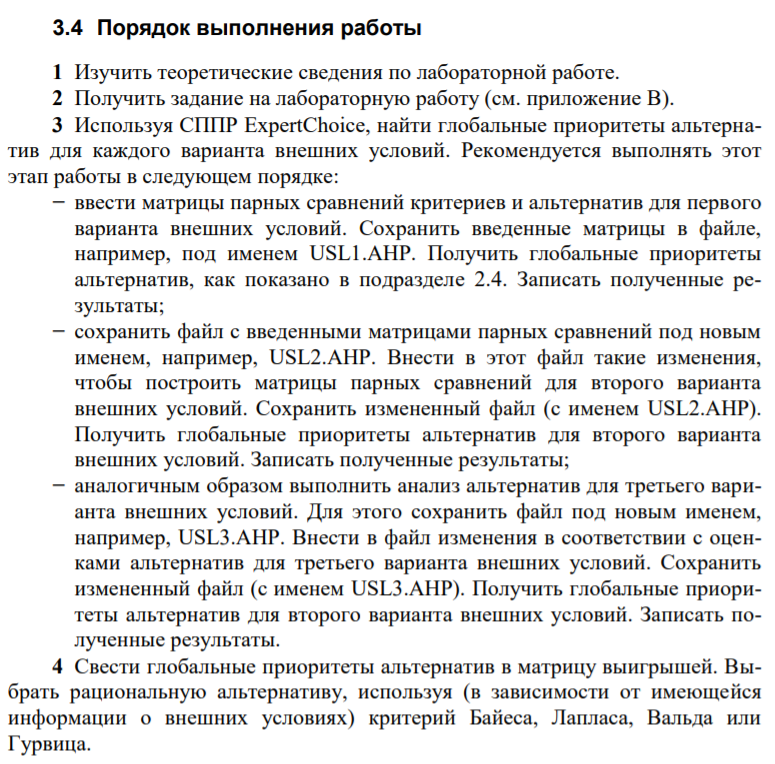 3.4 Порядок выполнения работы
1 Изучить теоретические сведения по лабораторной работе.
2 Получить задание на лабораторную работу (см. приложение В).
3 Используя СППР ExpertChoice, найти глобальные приоритеты альтерна-
тив для каждого варианта внешних условий. Рекомендуется выполнять этот
этап работы в следующем порядке:
− ввести матрицы парных сравнений критериев и альтернатив для первого
варианта внешних условий. Сохранить введенные матрицы в файле,
например, под именем USL1.AHP. Получить глобальные приоритеты
альтернатив, как показано в подразделе 2.4. Записать полученные ре-
зультаты;
− сохранить файл с введенными матрицами парных сравнений под новым
именем, например, USL2.AHP. Внести в этот файл такие изменения,
чтобы построить матрицы парных сравнений для второго варианта
внешних условий. Сохранить измененный файл (с именем USL2.AHP).
Получить глобальные приоритеты альтернатив для второго варианта
внешних условий. Записать полученные результаты;
− аналогичным образом выполнить анализ альтернатив для третьего вари-
анта внешних условий. Для этого сохранить файл под новым именем,
например, USL3.AHP. Внести в файл изменения в соответствии с оцен-
ками альтернатив для третьего варианта внешних условий. Сохранить
измененный файл (с именем USL3.AHP). Получить глобальные приори-
теты альтернатив для второго варианта внешних условий. Записать по-
лученные результаты.
4 Свести глобальные приоритеты альтернатив в матрицу выигрышей. Вы-
брать рациональную альтернативу, используя (в зависимости от имеющейся
информации о внешних условиях) критерий Байеса, Лапласа, Вальда или
Гурвица.